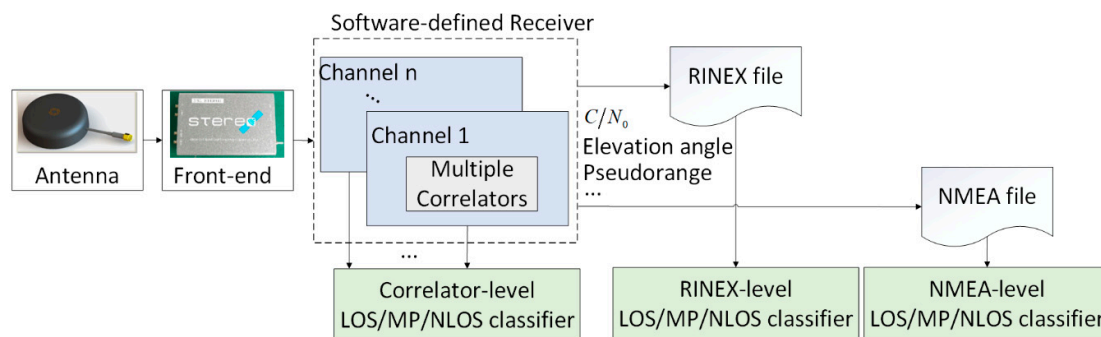 Software-defined Receiver
Channel n
...
Channel 1
Multiple
Correlators
stereo
Antenna
Front-end
RINEX file
C/N₀
Elevation angle
Pseudorange
...
NMEA file
...
Correlator-level
LOS/MP/NLOS classifier
RINEX-level
LOS/MP/NLOS classifier
NMEA-level
LOS/MP/NLOS classifier